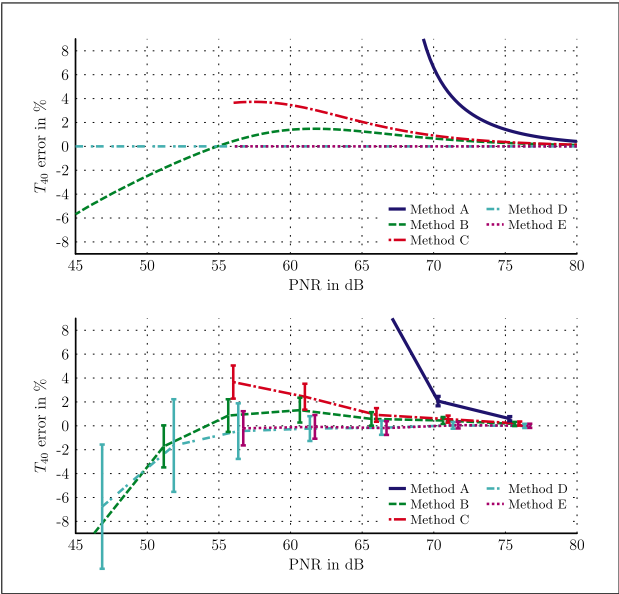 8
6
4
2
0
-2
-4
-6
-8
T40 error in %
45 50 55 60 65 70 75 80
PNR in dB
Method A Method D
Method B Method E
Method C
8
6
4
2
0
-2
-4
-6
-8
T40 error in %
45 50 51 60 65 70 75 80
PNR in dB
Method A Method D
Method B Method E
Method C